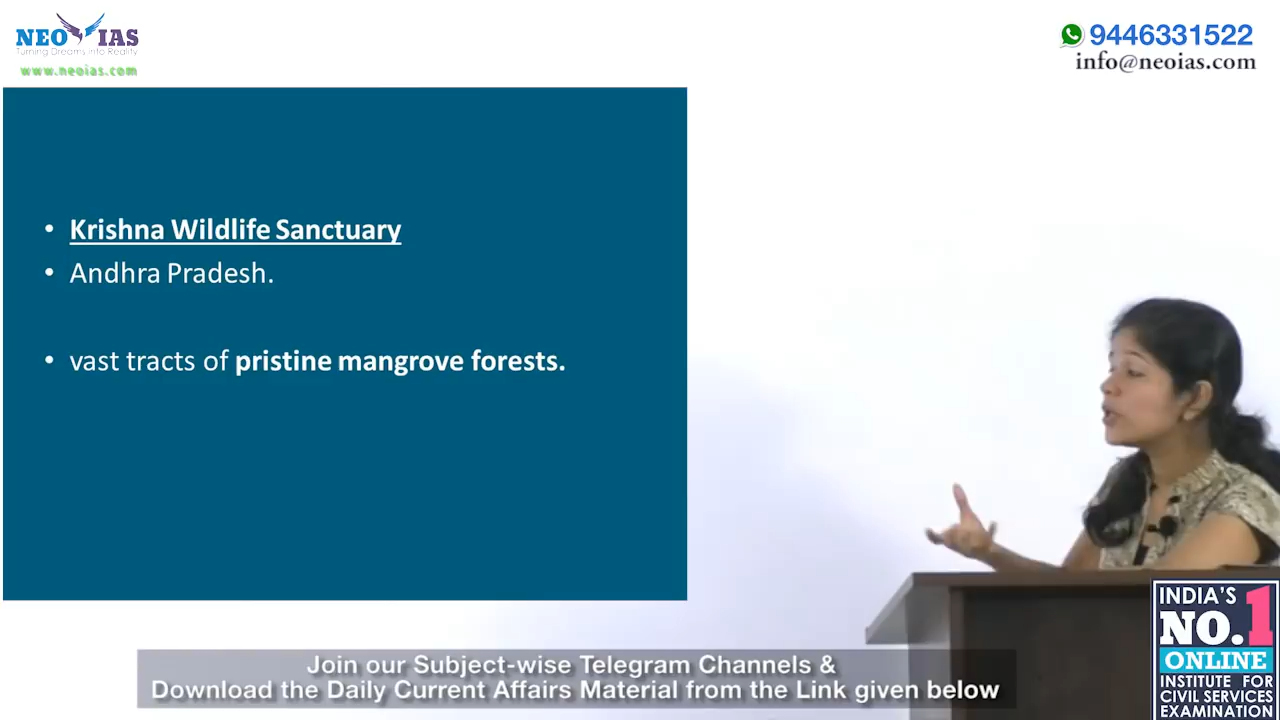 NEO IAS
Turning Dreams into Reality
www.neoias.com
9446331522
info@neoias.com
• Krishna Wildlife Sanctuary
• Andhra Pradesh.
• vast tracts of pristine mangrove forests.
Join our Subject-wise Telegram Channels &
Download the Daily Current Affairs Material from the Link given below
INDIA'S
NO.1
ONLINE
INSTITUTE FOR
CIVIL SERVICES
EXAMINATION